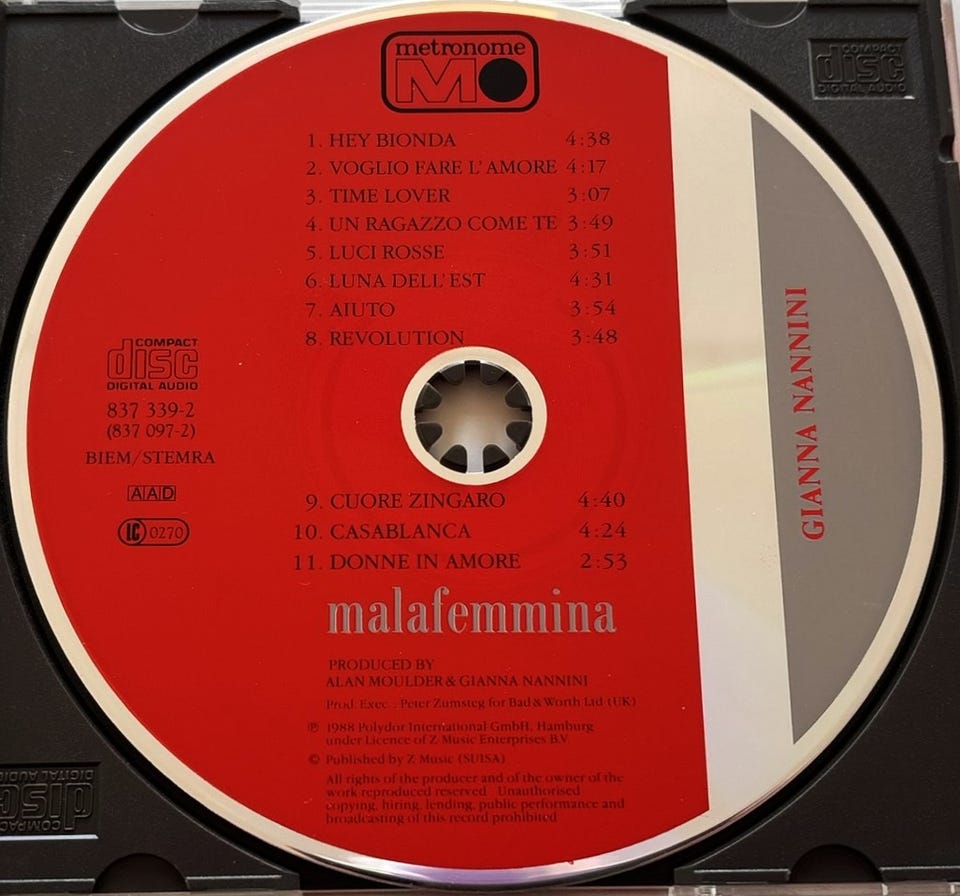 metronome
M
COMPACT
disc
DIGITAL AUDIO
1. HEY BIONDA 4:38
2. VOGLIO FARE L'AMORE 4:17
3. TIME LOVER 3:07
4. UN RAGAZZO COME TE 3:49
5. LUCI ROSSE 3:51
6. LUNA DELL'EST 4:31
7. AIUTO 3:54
8. REVOLUTION 3:48
COMPACT
disc
DIGITAL AUDIO
837 339-2
(837 097-2)
BIEM/STEMRA
AAD
LC 0270
GIANNA NANNINI
9. CUORE ZINGARO 4:40
10. CASABLANCA 4:24
11. DONNE IN AMORE 2:53
malafemmina
PRODUCED BY
ALAN MOULDER & GIANNA NANNINI
Prod. Exec.: Peter Zumsteg for Bad & Worth Ltd (UK)
℗ 1988 Polydor International GmbH, Hamburg
under Licence of Z Music Enterprises B.V.
© Published by Z Music (SUISA)
All rights of the producer and of the owner of the
work reproduced reserved Unauthorised
copying, hiring, lending, public performance and
broadcasting of this record prohibited
COMPACT
disc
DIGITAL AUDIO